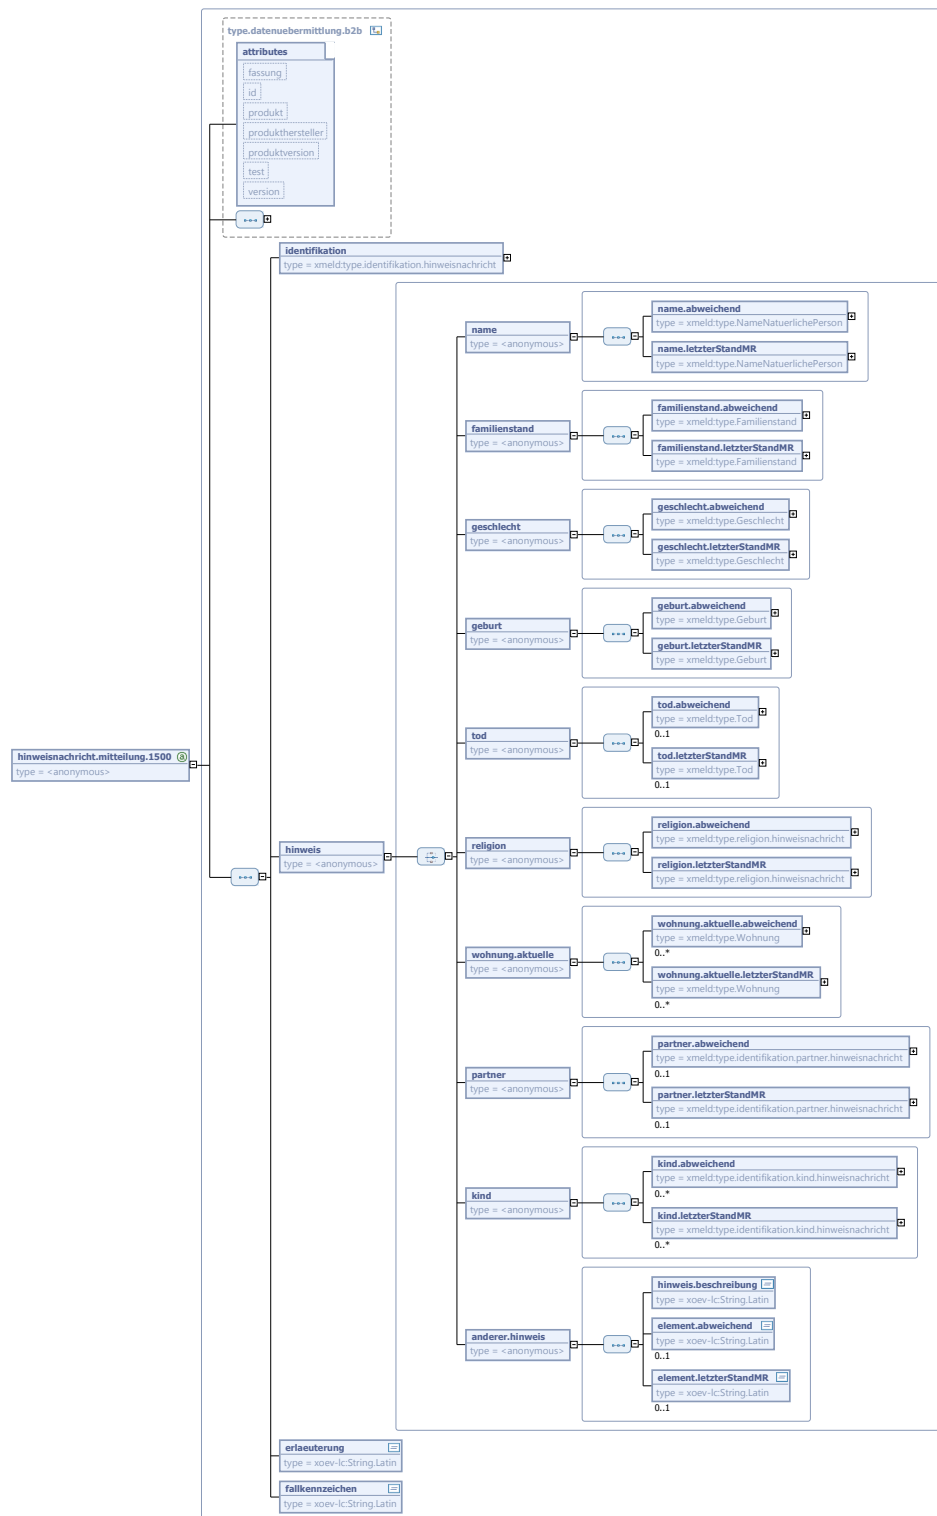 type.datenuebermittlung.b2b
attributes
fassung
id
produkt
produkthersteller
produktversion
test
version
identifikation
type = xmeld:type.identifikation.hinweisnachricht
name
type = <anonymous>
name.abweichend
type = xmeld:type.NameNatuerlichePerson
name.letzterStandMR
type = xmeld:type.NameNatuerlichePerson
familienstand
type = <anonymous>
familienstand.abweichend
type = xmeld:type.Familienstand
familienstand.letzterStandMR
type = xmeld:type.Familienstand
geschlecht
type = <anonymous>
geschlecht.abweichend
type = xmeld:type.Geschlecht
geschlecht.letzterStandMR
type = xmeld:type.Geschlecht
geburt
type = <anonymous>
geburt.abweichend
type = xmeld:type.Geburt
geburt.letzterStandMR
type = xmeld:type.Geburt
tod
type = <anonymous>
tod.abweichend
type = xmeld:type.Tod
0..1
tod.letzterStandMR
type = xmeld:type.Tod
0..1
hinweisnachricht.mitteilung.1500 a
type = <anonymous>
hinweis
type = <anonymous>
religion
type = <anonymous>
religion.abweichend
type = xmeld:type.religion.hinweisnachricht
religion.letzterStandMR
type = xmeld:type.religion.hinweisnachricht
wohnung.aktuelle
type = <anonymous>
wohnung.aktuelle.abweichend
type = xmeld:type.Wohnung
0..*
wohnung.aktuelle.letzterStandMR
type = xmeld:type.Wohnung
0..*
partner
type = <anonymous>
partner.abweichend
type = xmeld:type.identifikation.partner.hinweisnachricht
0..1
partner.letzterStandMR
type = xmeld:type.identifikation.partner.hinweisnachricht
0..1
kind
type = <anonymous>
kind.abweichend
type = xmeld:type.identifikation.kind.hinweisnachricht
0..*
kind.letzterStandMR
type = xmeld:type.identifikation.kind.hinweisnachricht
0..*
anderer.hinweis
type = <anonymous>
hinweis.beschreibung
type = xoev-lc:String.Latin
element.abweichend
type = xoev-lc:String.Latin
0..1
element.letzterStandMR
type = xoev-lc:String.Latin
0..1
erlaeuterung
type = xoev-lc:String.Latin
fallkennzeichen
type = xoev-lc:String.Latin